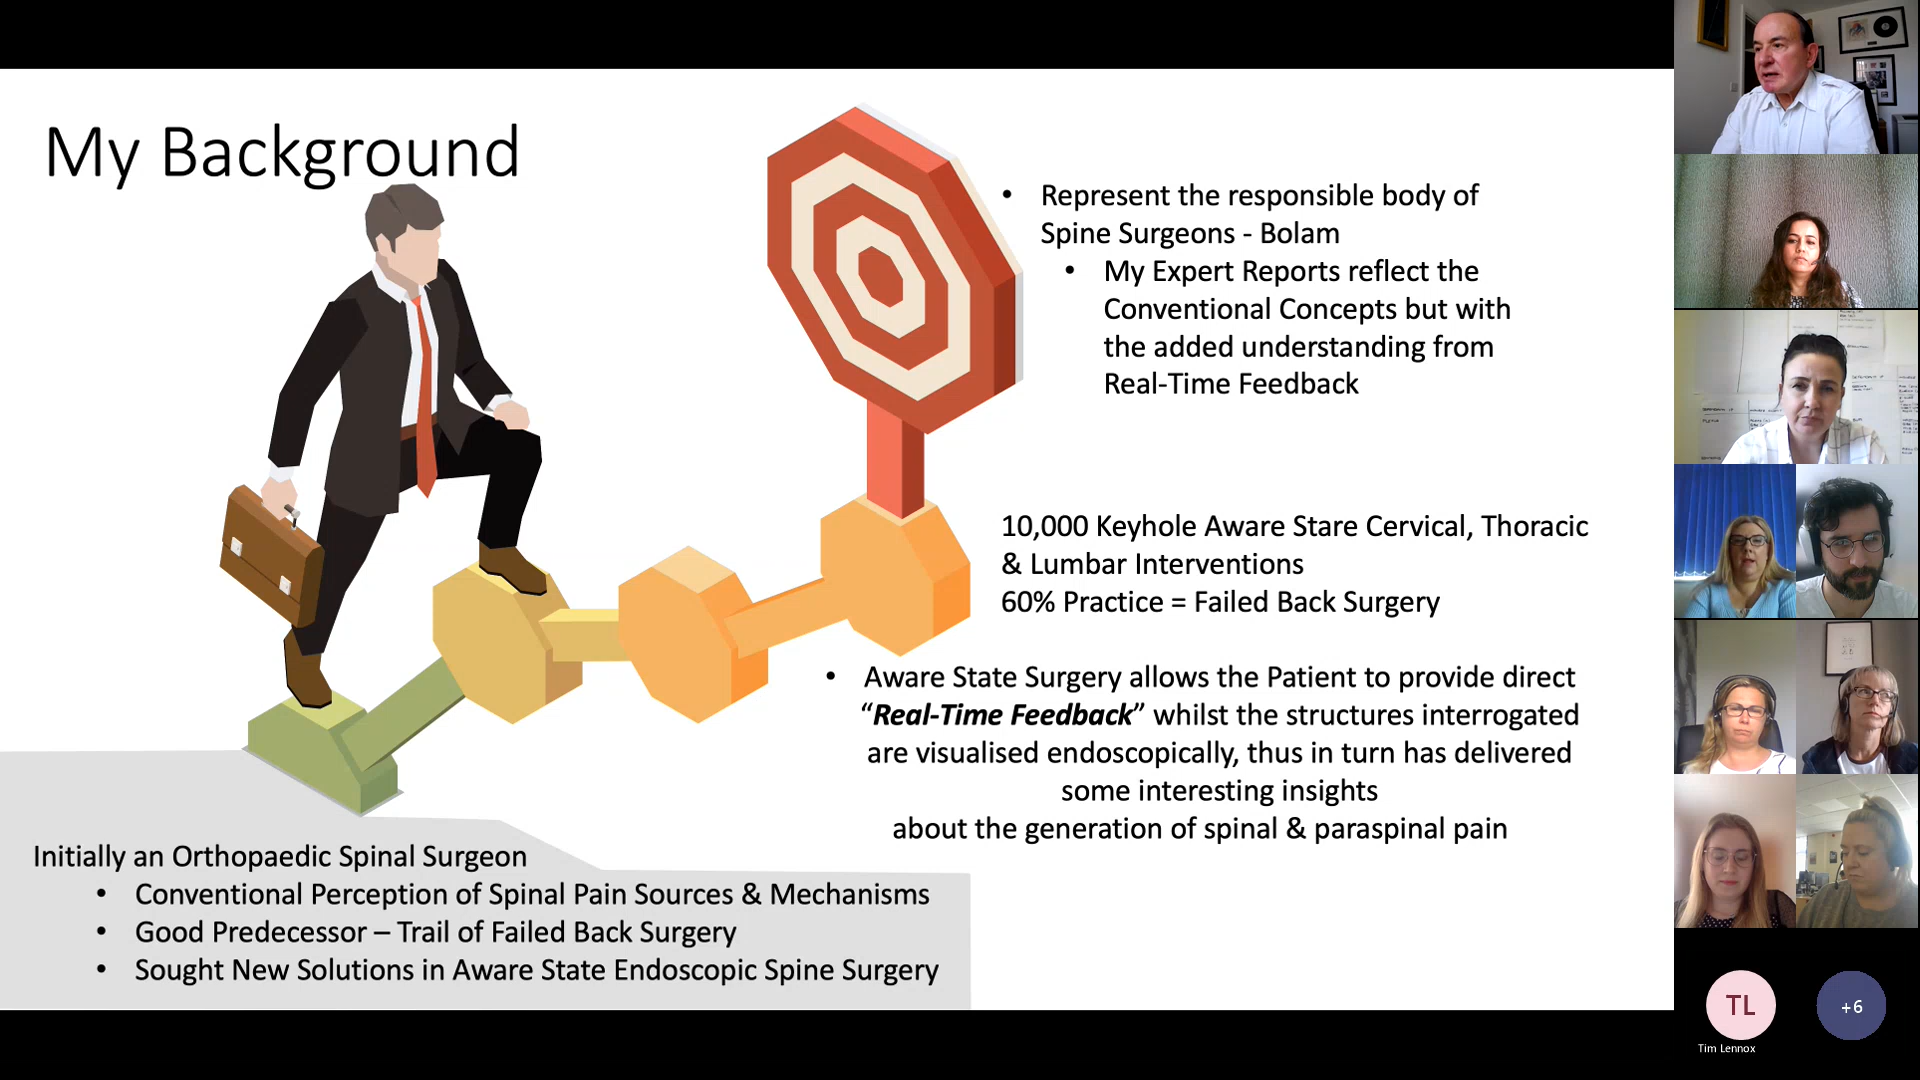 My Background
• Represent the responsible body of
Spine Surgeons - Bolam
• My Expert Reports reflect the
Conventional Concepts but with
the added understanding from
Real-Time Feedback
10,000 Keyhole Aware Stare Cervical, Thoracic
& Lumbar Interventions
60% Practice = Failed Back Surgery
• Aware State Surgery allows the Patient to provide direct
“Real-Time Feedback” whilst the structures interrogated
are visualised endoscopically, thus in turn has delivered
some interesting insights
about the generation of spinal & paraspinal pain
Initially an Orthopaedic Spinal Surgeon
• Conventional Perception of Spinal Pain Sources & Mechanisms
• Good Predecessor – Trail of Failed Back Surgery
• Sought New Solutions in Aware State Endoscopic Spine Surgery
TL
Tim Lennox
+6